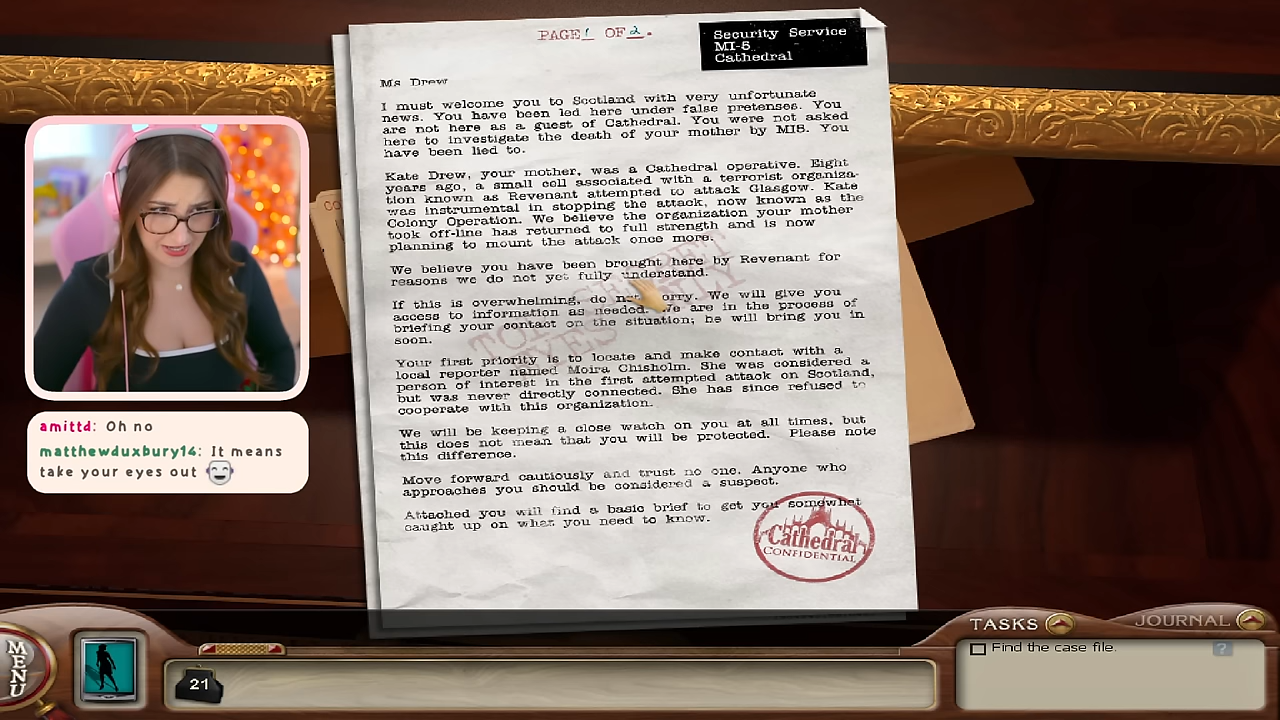 PAGE 1 OF 2.
Security Service
MI-5
Cathedral
Ms Drew
I must welcome you to Scotland with very unfortunate
news. You have been led here under false pretenses. You
are not here as a guest of Cathedral. You were not asked
here to investigate the death of your mother by MI5. You
have been lied to.
Kate Drew, your mother, was a Cathedral operative. Eight
years ago, a small cell associated with a terrorist organiza-
tion known as Revenant attempted to attack Glasgow. Kate
was instrumental in stopping the attack, now known as the
Colony Operation. We believe the organization your mother
took off-line has returned to full strength and is now
planning to mount the attack once more.
We believe you have been brought here by Revenant for
reasons we do not yet fully understand.
If this is overwhelming, do not worry. We will give you
access to information as needed. We are in the process of
briefing your contact on the situation; he will bring you in
soon.
Your first priority is to locate and make contact with a
local reporter named Moira Chisholm. She was considered a
person of interest in the first attempted attack on Scotland,
but was never directly connected. She has since refused to
cooperate with this organization.
We will be keeping a close watch on you at all times, but
this does not mean that you will be protected. Please note
this difference.
Move forward cautiously and trust no one. Anyone who
approaches you should be considered a suspect.
Attached you will find a basic brief to get you somewhat
caught up on what you need to know.
Cathedral
CONFIDENTIAL
CO
amittd: Oh no
matthewduxbury14: It means
take your eyes out
MENU
21
TASKS
JOURNAL
Find the case file.
?